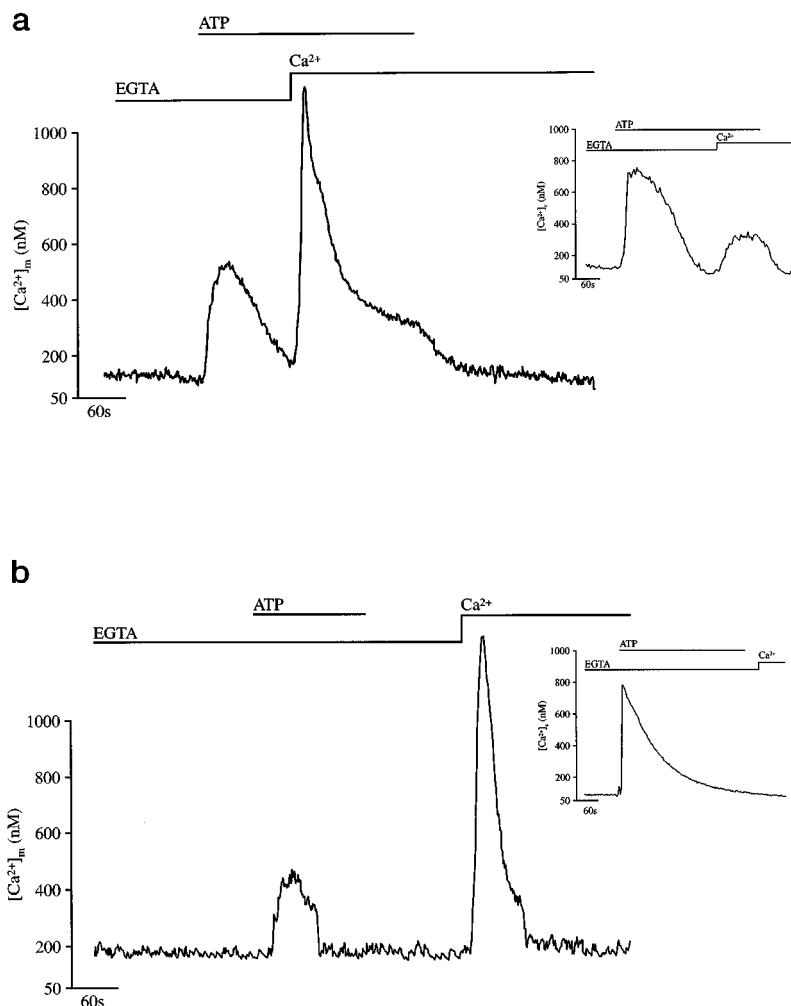 a
ATP
Ca²⁺
EGTA
1000
800
600
400
200
50
[Ca²⁺]m (nM)
60s
ATP
Ca²⁺
EGTA
1000
800
600
400
200
50
[Ca²⁺]c (nM)
60s
b
ATP
Ca²⁺
EGTA
1000
800
600
400
200
50
[Ca²⁺]m (nM)
60s
ATP
Ca²⁺
EGTA
1000
800
600
400
200
50
[Ca²⁺]c (nM)
60s